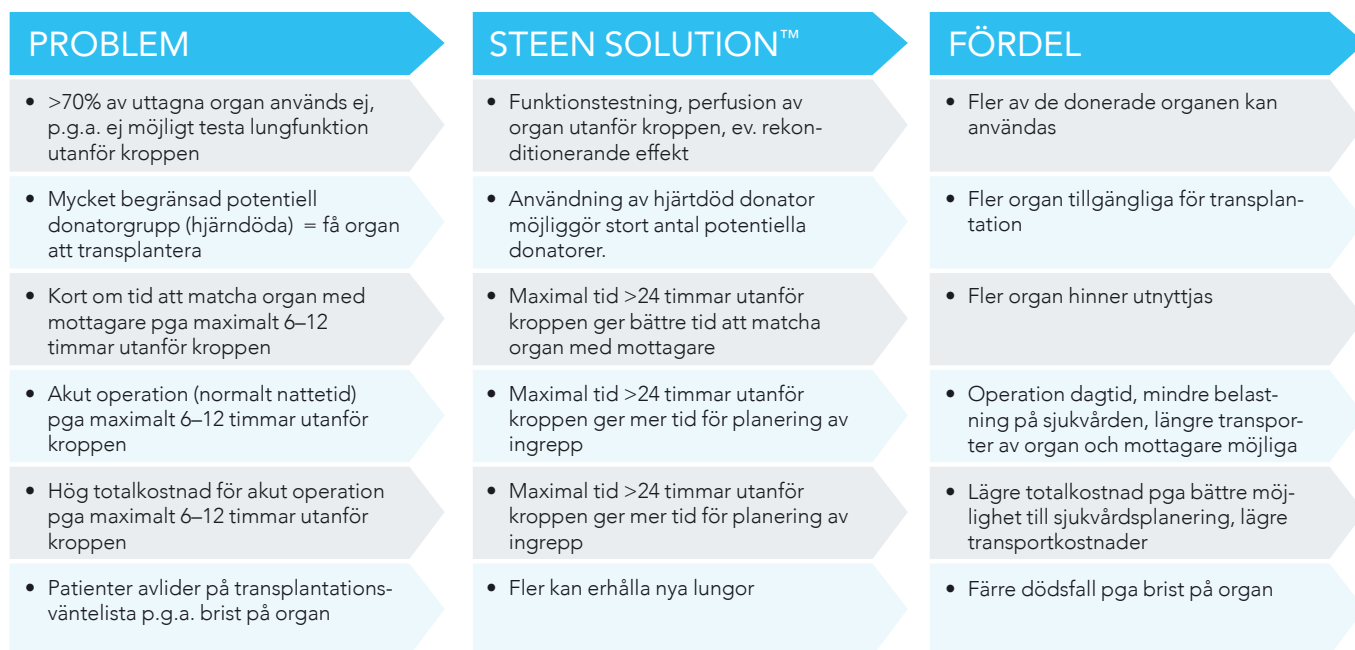 PROBLEM
STEEN SOLUTION™
FÖRDEL
• >70% av uttagna organ används ej,
p.g.a. ej möjligt testa lungfunktion
utanför kroppen
• Funktionstestning, perfusion av
organ utanför kroppen, ev. rekon-
ditionerande effekt
• Fler av de donerade organen kan
användas
• Mycket begränsad potentiell
donatorgrupp (hjärndöda) = få organ
att transplantera
• Användning av hjärtdöd donator
möjliggör stort antal potentiella
donatorer.
• Fler organ tillgängliga för transplan-
tation
• Kort om tid att matcha organ med
mottagare pga maximalt 6–12
timmar utanför kroppen
• Maximal tid >24 timmar utanför
kroppen ger bättre tid att matcha
organ med mottagare
• Fler organ hinner utnyttjas
• Akut operation (normalt nattetid)
pga maximalt 6–12 timmar utanför
kroppen
• Maximal tid >24 timmar utanför
kroppen ger mer tid för planering av
ingrepp
• Operation dagtid, mindre belast-
ning på sjukvården, längre transpor-
ter av organ och mottagare möjliga
• Hög totalkostnad för akut operation
pga maximalt 6–12 timmar utanför
kroppen
• Maximal tid >24 timmar utanför
kroppen ger mer tid för planering av
ingrepp
• Lägre totalkostnad pga bättre möj-
lighet till sjukvårdsplanering, lägre
transportkostnader
• Patienter avlider på transplantations-
väntelista p.g.a. brist på organ
• Fler kan erhålla nya lungor
• Färre dödsfall pga brist på organ